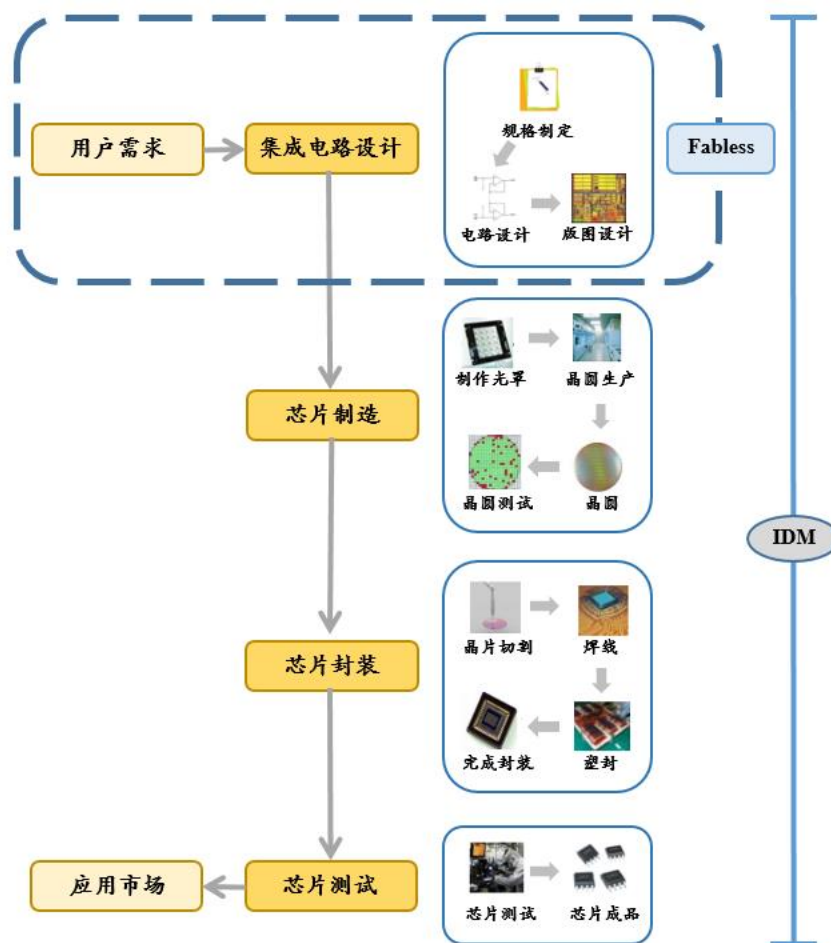 规格制定
用户需求
集成电路设计
Fabless
电路设计
版图设计
制作光罩
晶圆生产
芯片制造
晶圆测试
晶圆
IDM
晶片切割
焊线
芯片封装
完成封装
塑封
应用市场
芯片测试
芯片测试
芯片成品